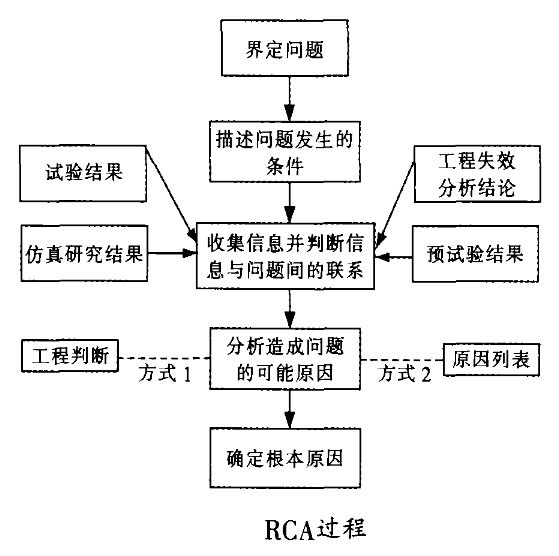 界定问题
描述问题发生的
条件
试验结果
工程失效
分析结论
收集信息并判断信
息与问题间的联系
仿真研究结果
预试验结果
分析造成问题
的可能原因
工程判断
方式 1
方式 2
原因列表
确定根本原因
RCA过程